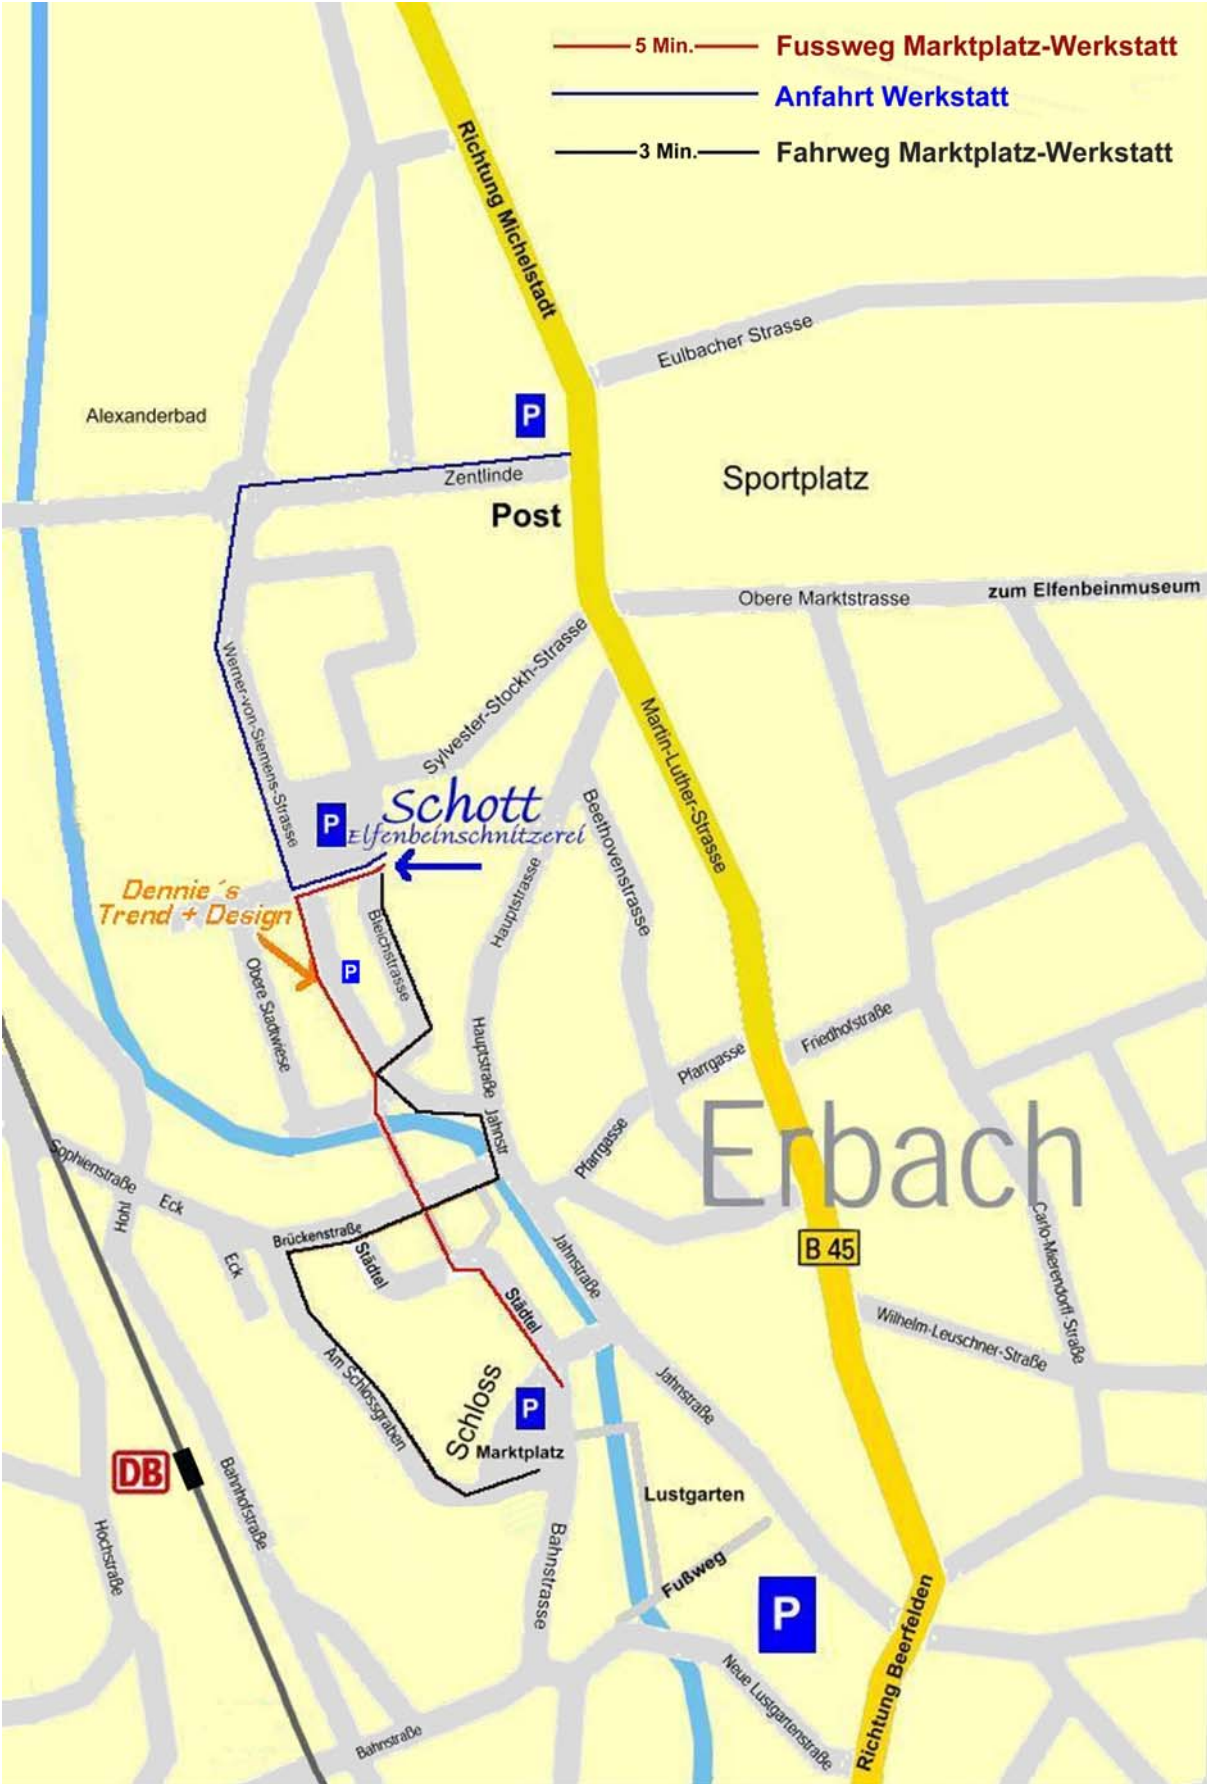 5 Min.
Fussweg Marktplatz-Werkstatt
Anfahrt Werkstatt
3 Min.
Fahrweg Marktplatz-Werkstatt
Richtung Michelstadt
Eulbacher Strasse
Alexanderbad
P
Zentlinde
Sportplatz
Post
Obere Marktstrasse
zum Elfenbeinmuseum
Sylvester-Stockh-Strasse
Werner-von-Siemens-Strasse
Martin-Luther-Strasse
P
Schott
Elfenbeinschnitzerei
Beethovenstrasse
Hauptstrasse
Dennie´s
Trend + Design
Bleichstrasse
P
Obere Stadtwiese
Hauptstraße
Friedhofstraße
Pfarrgasse
Jahnstr
Pfarrgasse
Erbach
Sophienstraße
Eck
Hohl
Brückenstraße
Eck
Städtel
Jahnstraße
B 45
Carlo-Mierendorff-Straße
Städtel
Wilhelm-Leuschner-Straße
Am Schlossgraben
Schloss
P
Marktplatz
Jahnstraße
DB
Bahnhofstraße
Lustgarten
Hochstraße
Bahnstrasse
Fußweg
P
Richtung Beerfelden
Neue Lustgartenstraße
Bahnstraße